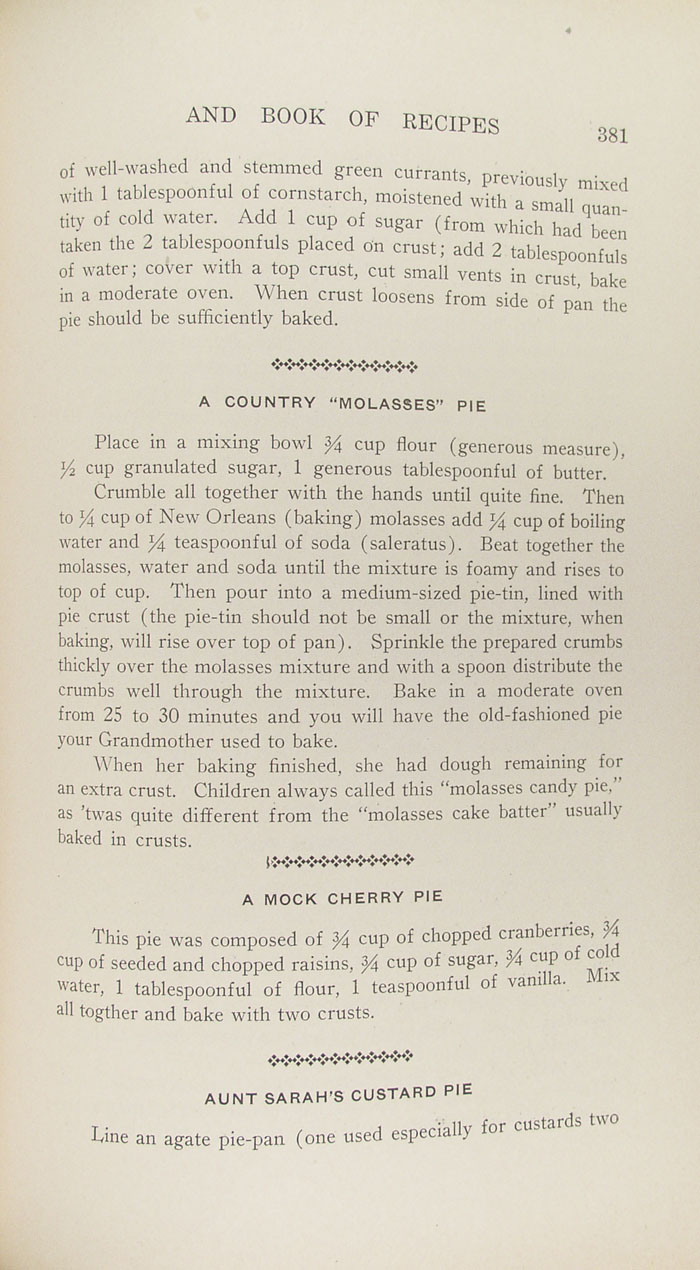 AND BOOK OF RECIPES 381
of well-washed and stemmed green currants, previously mixed
with 1 tablespoonful of cornstarch, moistened with a small quan-
tity of cold water. Add 1 cup of sugar (from which had been
taken the 2 tablespoonfuls placed on crust; add 2 tablespoonfuls
of water; cover with a top crust, cut small vents in crust, bake
in a moderate oven. When crust loosens from side of pan the
pie should be sufficiently baked.
A COUNTRY "MOLASSES" PIE
Place in a mixing bowl ¾ cup flour (generous measure),
½ cup granulated sugar, 1 generous tablespoonful of butter.
Crumble all together with the hands until quite fine. Then
to ¼ cup of New Orleans (baking) molasses add ¼ cup of boiling
water and ¼ teaspoonful of soda (saleratus). Beat together the
molasses, water and soda until the mixture is foamy and rises to
top of cup. Then pour into a medium-sized pie-tin, lined with
pie crust (the pie-tin should not be small or the mixture, when
baking, will rise over top of pan). Sprinkle the prepared crumbs
thickly over the molasses mixture and with a spoon distribute the
crumbs well through the mixture. Bake in a moderate oven
from 25 to 30 minutes and you will have the old-fashioned pie
your Grandmother used to bake.
When her baking finished, she had dough remaining for
an extra crust. Children always called this "molasses candy pie,"
as 'twas quite different from the "molasses cake batter" usually
baked in crusts.
A MOCK CHERRY PIE
This pie was composed of ¾ cup of chopped cranberries, ¾
cup of seeded and chopped raisins, ¾ cup of sugar, ¾ cup of cold
water, 1 tablespoonful of flour, 1 teaspoonful of vanilla. Mix
all togther and bake with two crusts.
AUNT SARAH'S CUSTARD PIE
Line an agate pie-pan (one used especially for custards two